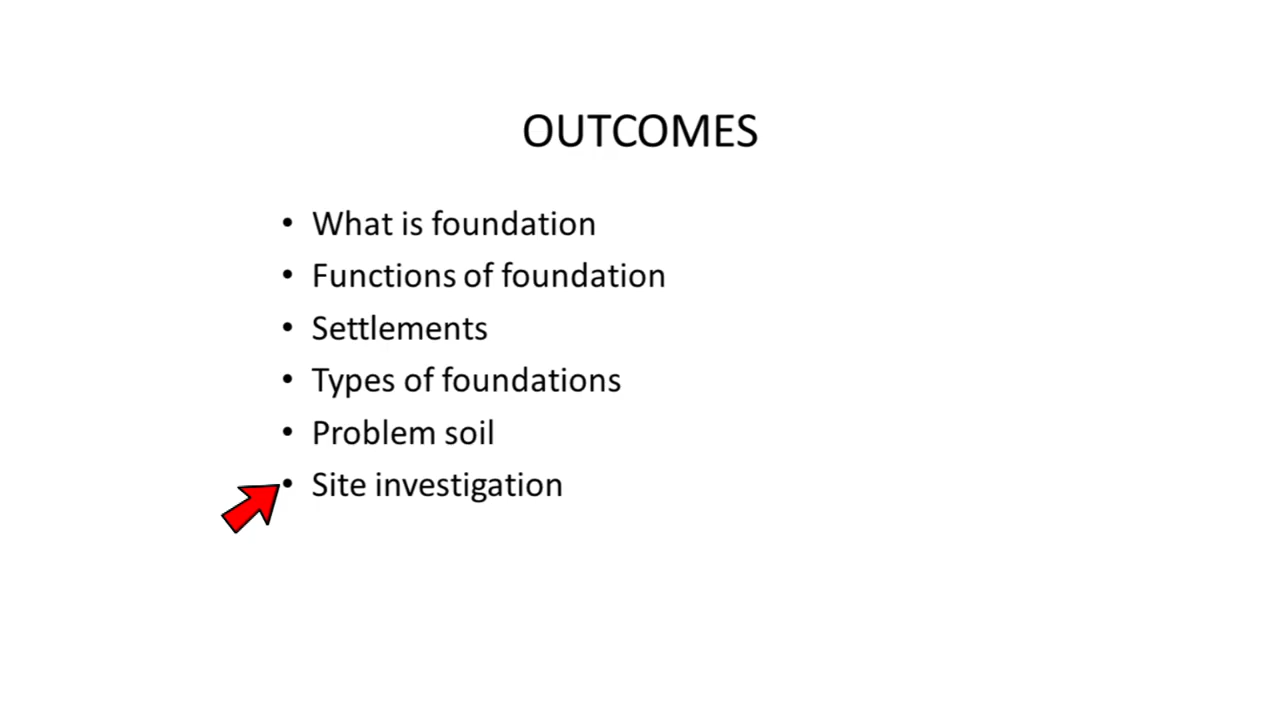 OUTCOMES
• What is foundation
• Functions of foundation
• Settlements
• Types of foundations
• Problem soil
• Site investigation